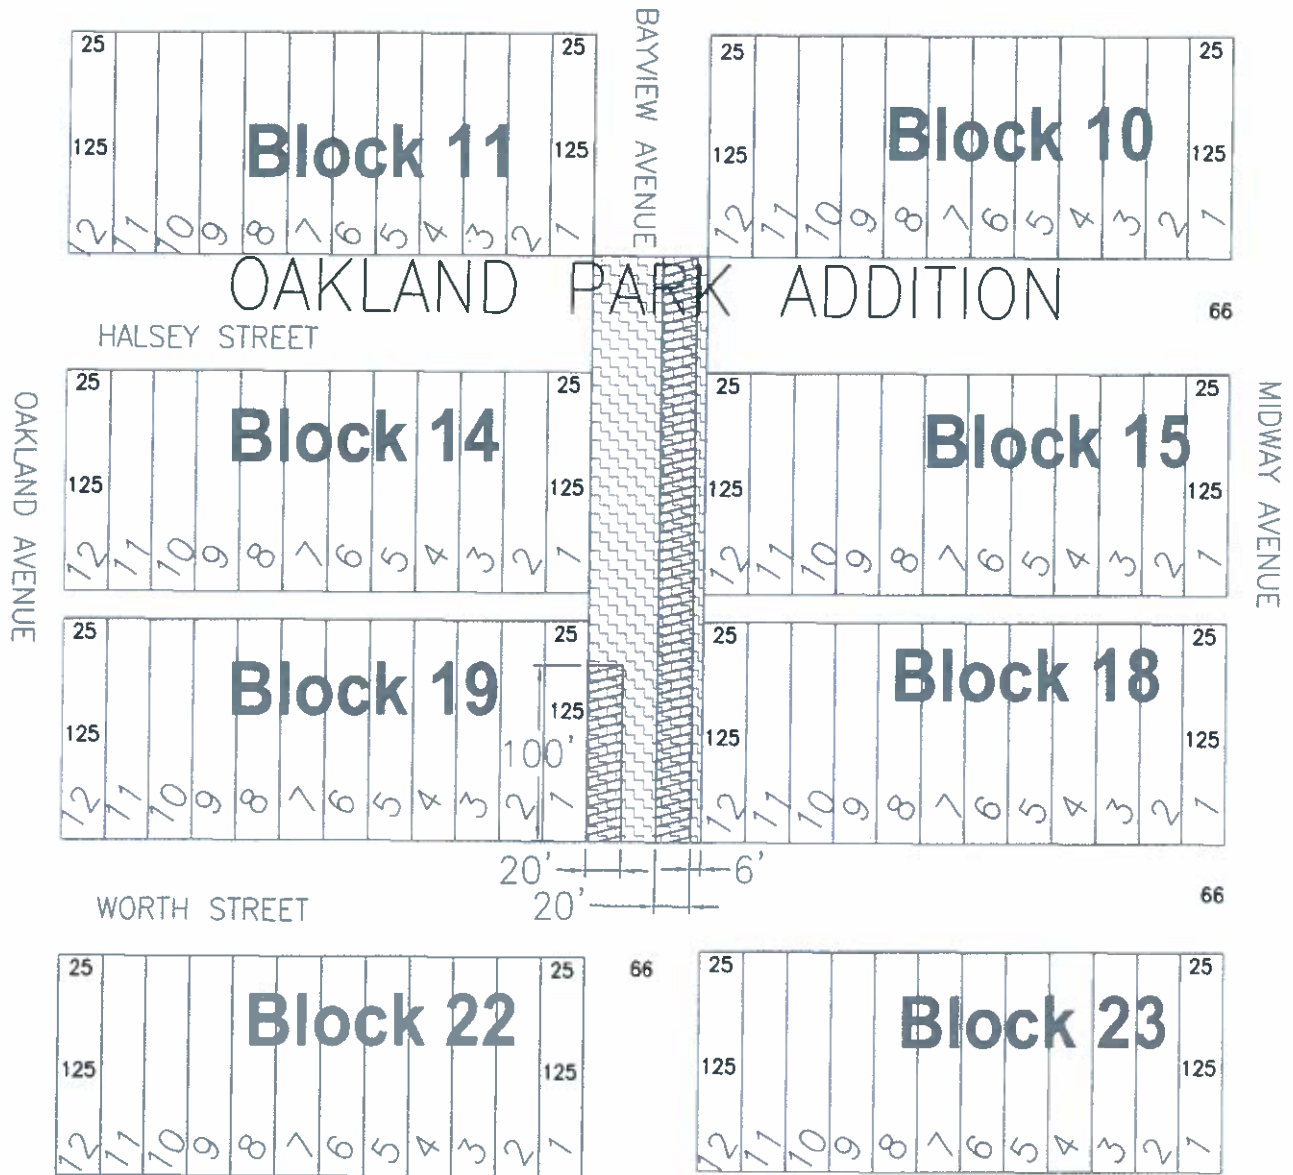 BAYVIEW AVENUE
25 25 25 25
Block 11 Block 10
125 125 125 125
12 11 10 9 8 7 6 5 4 3 2 1 12 11 10 9 8 7 6 5 4 3 2 1
OAKLAND PARK ADDITION
66
HALSEY STREET
OAKLAND AVENUE
MIDWAY AVENUE
25 25 25 25
Block 14 Block 15
125 125 125 125
12 11 10 9 8 7 6 5 4 3 2 1 12 11 10 9 8 7 6 5 4 3 2 1
25 25 25 25
Block 19 Block 18
125 125 125 125
100'
12 11 10 9 8 7 6 5 4 3 2 1 12 11 10 9 8 7 6 5 4 3 2 1
20' 6'
20'
66
WORTH STREET
25 25 66 25 25
Block 22 Block 23
125 125 125 125
12 11 10 9 8 7 6 5 4 3 2 1 12 11 10 9 8 7 6 5 4 3 2 1